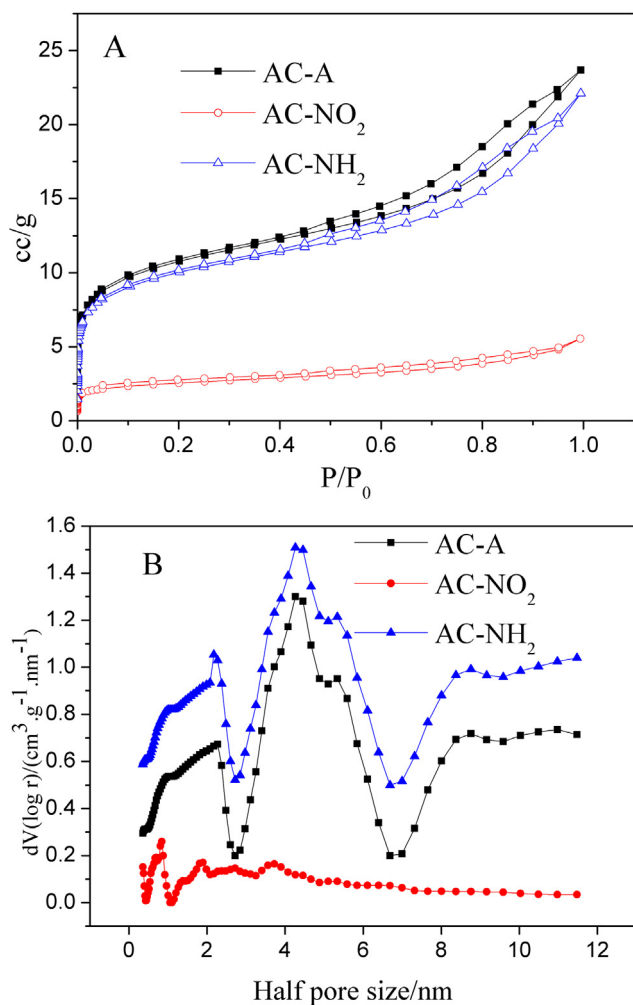 A
AC-A
AC-NO2
AC-NH2
25
20
15
10
5
0
cc/g
0.0 0.2 0.4 0.6 0.8 1.0
P/P0
B
AC-A
AC-NO2
AC-NH2
1.6
1.4
1.2
1.0
0.8
0.6
0.4
0.2
0.0
dV(log r)/(cm3.g-1.nm-1)
0 2 4 6 8 10 12
Half pore size/nm